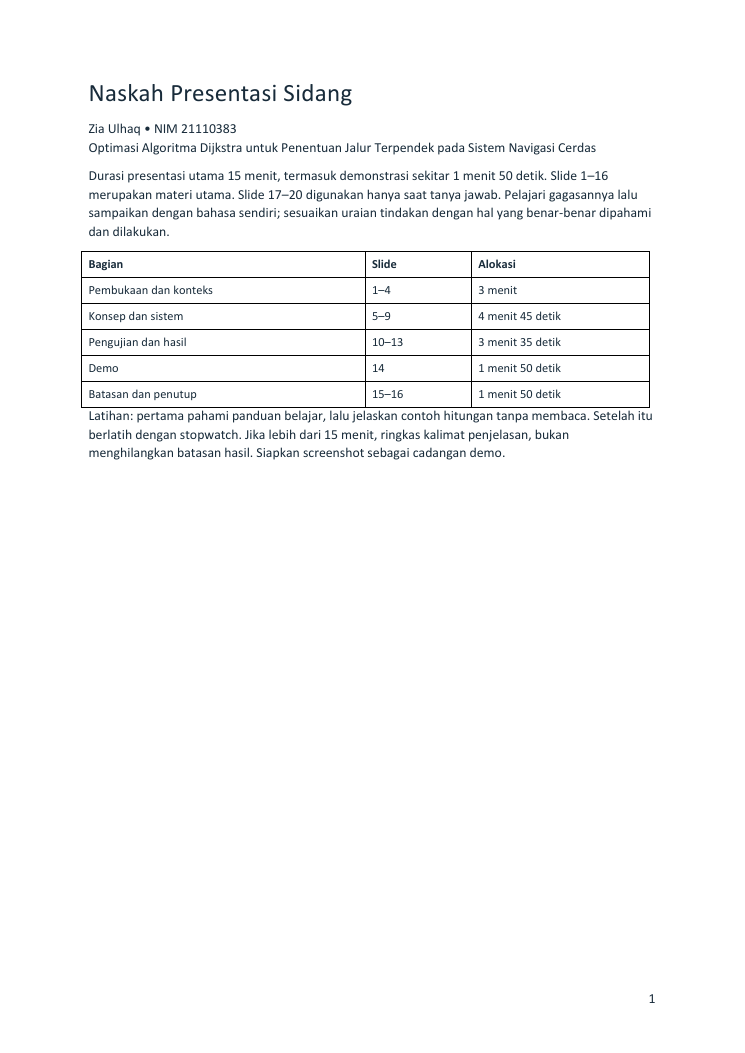 Naskah Presentasi Sidang
Zia Ulhaq • NIM 21110383
Optimasi Algoritma Dijkstra untuk Penentuan Jalur Terpendek pada Sistem Navigasi Cerdas
Durasi presentasi utama 15 menit, termasuk demonstrasi sekitar 1 menit 50 detik. Slide 1–16
merupakan materi utama. Slide 17–20 digunakan hanya saat tanya jawab. Pelajari gagasannya lalu
sampaikan dengan bahasa sendiri; sesuaikan uraian tindakan dengan hal yang benar-benar dipahami
dan dilakukan.
Bagian Slide Alokasi
Pembukaan dan konteks 1–4 3 menit
Konsep dan sistem 5–9 4 menit 45 detik
Pengujian dan hasil 10–13 3 menit 35 detik
Demo 14 1 menit 50 detik
Batasan dan penutup 15–16 1 menit 50 detik
Latihan: pertama pahami panduan belajar, lalu jelaskan contoh hitungan tanpa membaca. Setelah itu
berlatih dengan stopwatch. Jika lebih dari 15 menit, ringkas kalimat penjelasan, bukan
menghilangkan batasan hasil. Siapkan screenshot sebagai cadangan demo.
1